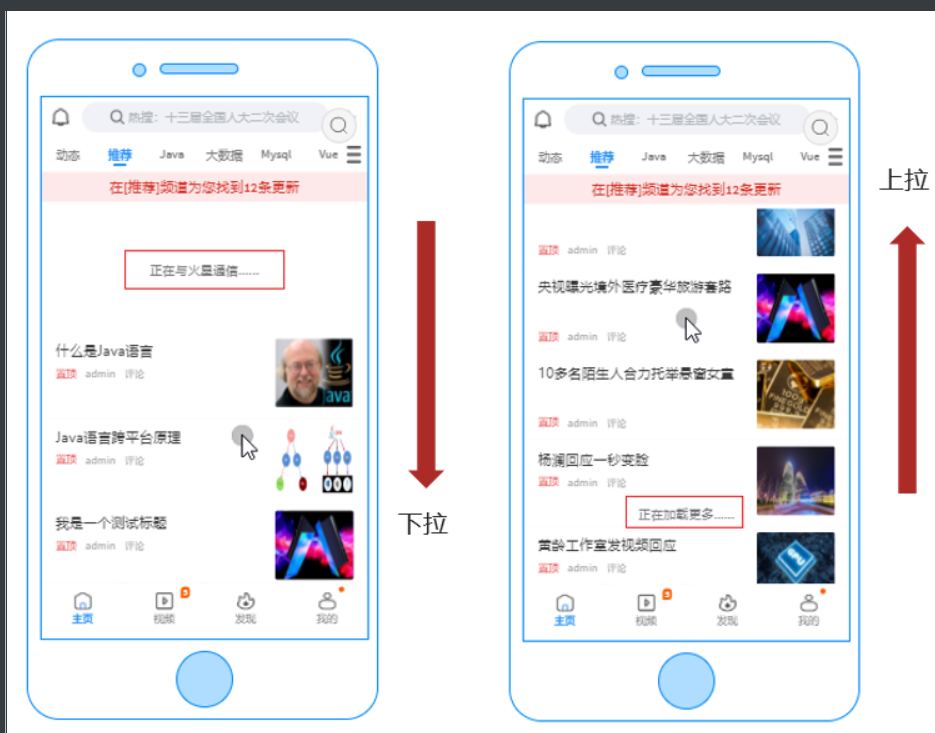 热搜：十三届全国人大二次会议
动态 推荐 Java 大数据 Mysql Vue
在[推荐]频道为您找到12条更新
正在与火星通信......
什么是Java语言
置顶 admin 评论
Java
Java语言跨平台原理
置顶 admin 评论
我是一个测试标题
置顶 admin 评论
主页 视频 发现 我的
下拉
热搜：十三届全国人大二次会议
动态 推荐 Java 大数据 Mysql Vue
在[推荐]频道为您找到12条更新
置顶 admin 评论
央视曝光境外医疗豪华旅游套路
置顶 admin 评论
10多名陌生人合力托举悬窗女童
置顶 admin 评论
杨澜回应一秒变脸
置顶 admin 评论
正在加载更多......
黄龄工作室发视频回应
置顶 admin 评论
GPU
主页 视频 发现 我的
上拉